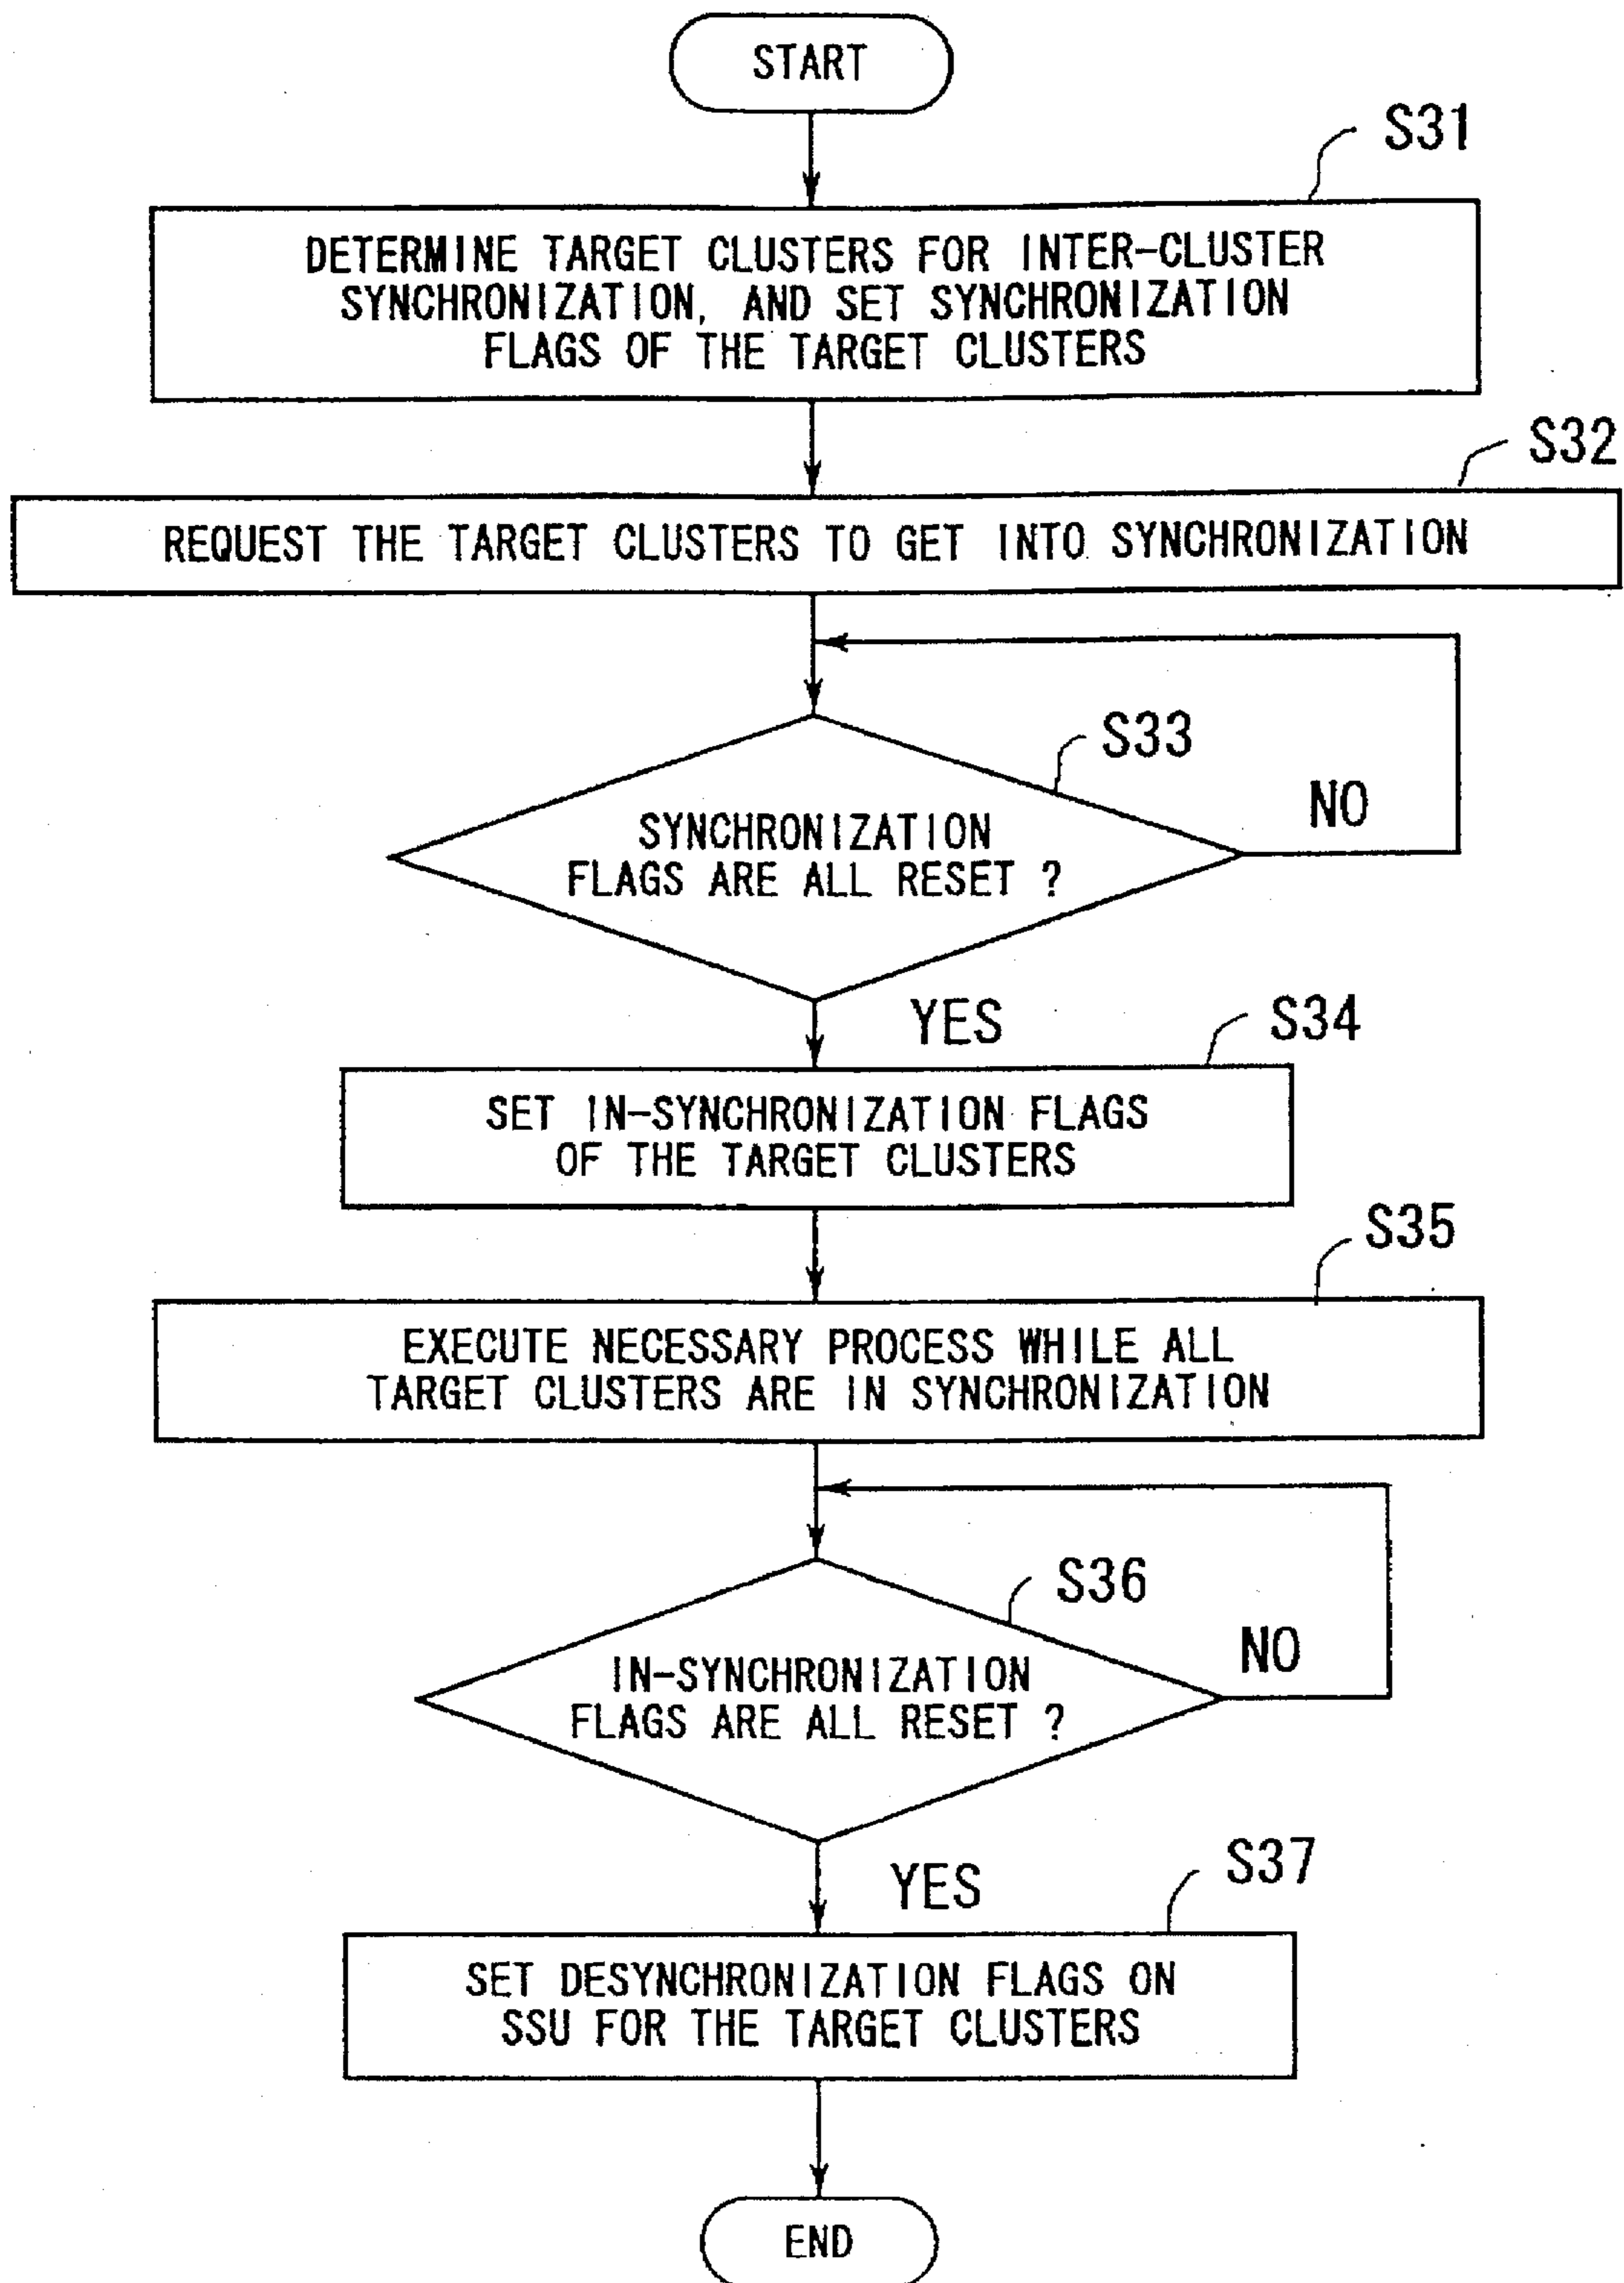 START
S31
DETERMINE TARGET CLUSTERS FOR INTER-CLUSTER
SYNCHRONIZATION, AND SET SYNCHRONIZATION
FLAGS OF THE TARGET CLUSTERS
S32
REQUEST THE TARGET CLUSTERS TO GET INTO SYNCHRONIZATION
S33
NO
SYNCHRONIZATION
FLAGS ARE ALL RESET ?
YES
S34
SET IN-SYNCHRONIZATION FLAGS
OF THE TARGET CLUSTERS
S35
EXECUTE NECESSARY PROCESS WHILE ALL
TARGET CLUSTERS ARE IN SYNCHRONIZATION
S36
NO
IN-SYNCHRONIZATION
FLAGS ARE ALL RESET ?
YES
S37
SET DESYNCHRONIZATION FLAGS ON
SSU FOR THE TARGET CLUSTERS
END